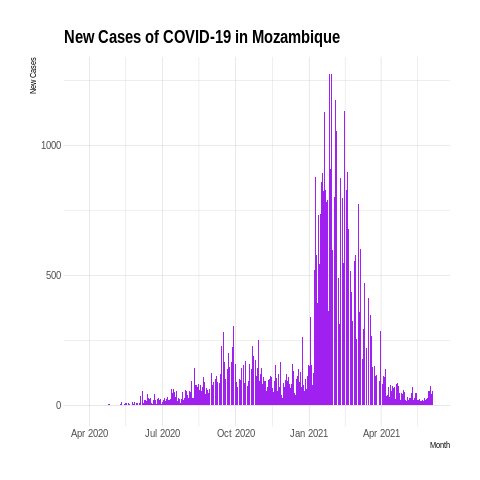 New Cases of COVID-19 in Mozambique
New Cases
1000
500
0
Apr 2020 Jul 2020 Oct 2020 Jan 2021 Apr 2021
Month